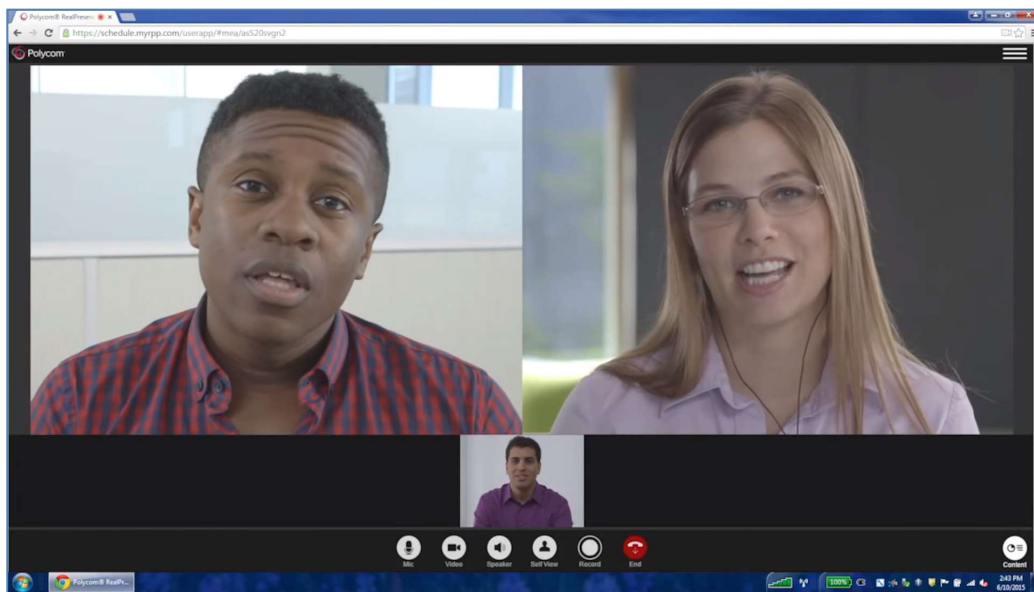 Polycom® RealPresen
https://schedule.myrpp.com/userapp/#mea/as520svgn2
Polycom
Mic
Video
Speaker
Self View
Record
End
Content
Polycom® RealPr...
100%
2:43 PM
6/10/2015